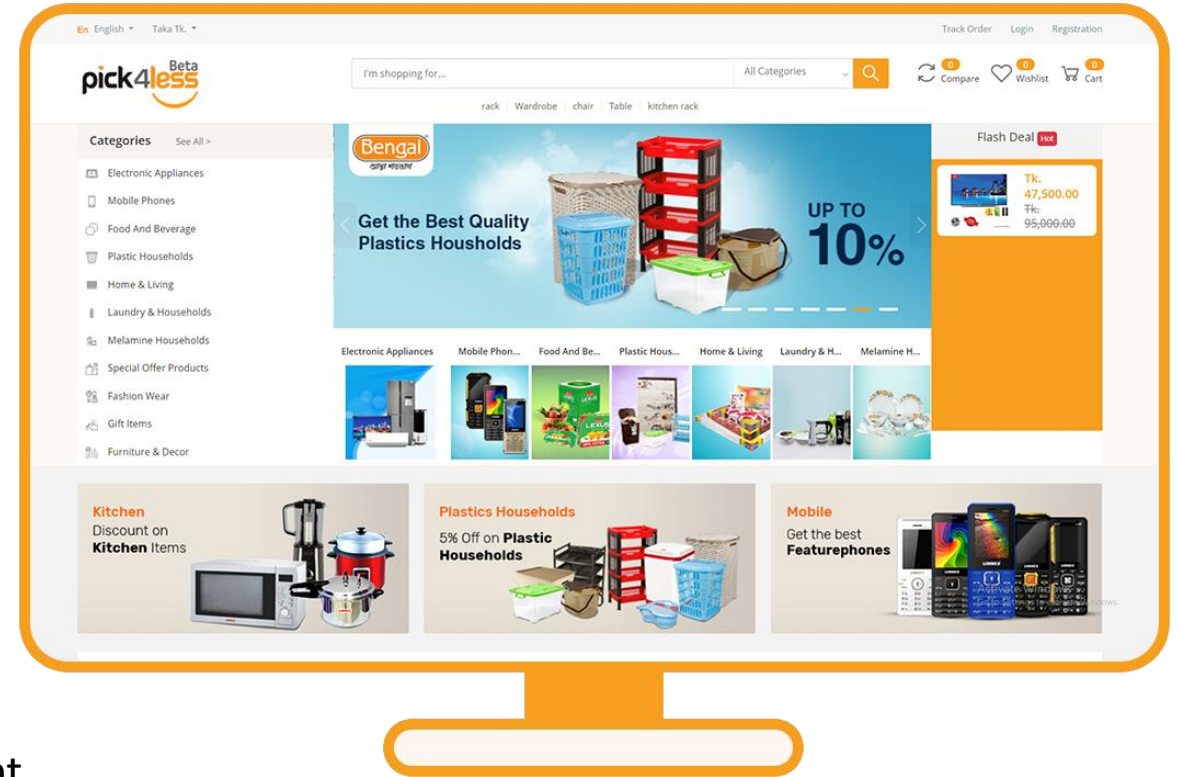 En English Taka Tk. Track Order Login Registration
pick4less Beta
I'm shopping for... All Categories
0 Compare 0 Wishlist 0 Cart
rack Wardrobe chair Table kitchen rack
Categories See All >
Electronic Appliances
Mobile Phones
Food And Beverage
Plastic Households
Home & Living
Laundry & Households
Melamine Households
Special Offer Products
Fashion Wear
Gift Items
Furniture & Decor
Bengal
Get the Best Quality
Plastics Housholds
UP TO
10%
Flash Deal Hot
Tk.
47,500.00
Tk.
95,000.00
Electronic Appliances Mobile Phon... Food And Be... Plastic Hous... Home & Living Laundry & H... Melamine H...
LEXUS
Kitchen
Discount on
Kitchen Items
Plastics Households
5% Off on Plastic
Households
Mobile
Get the best
Featurephones
Activate Windows